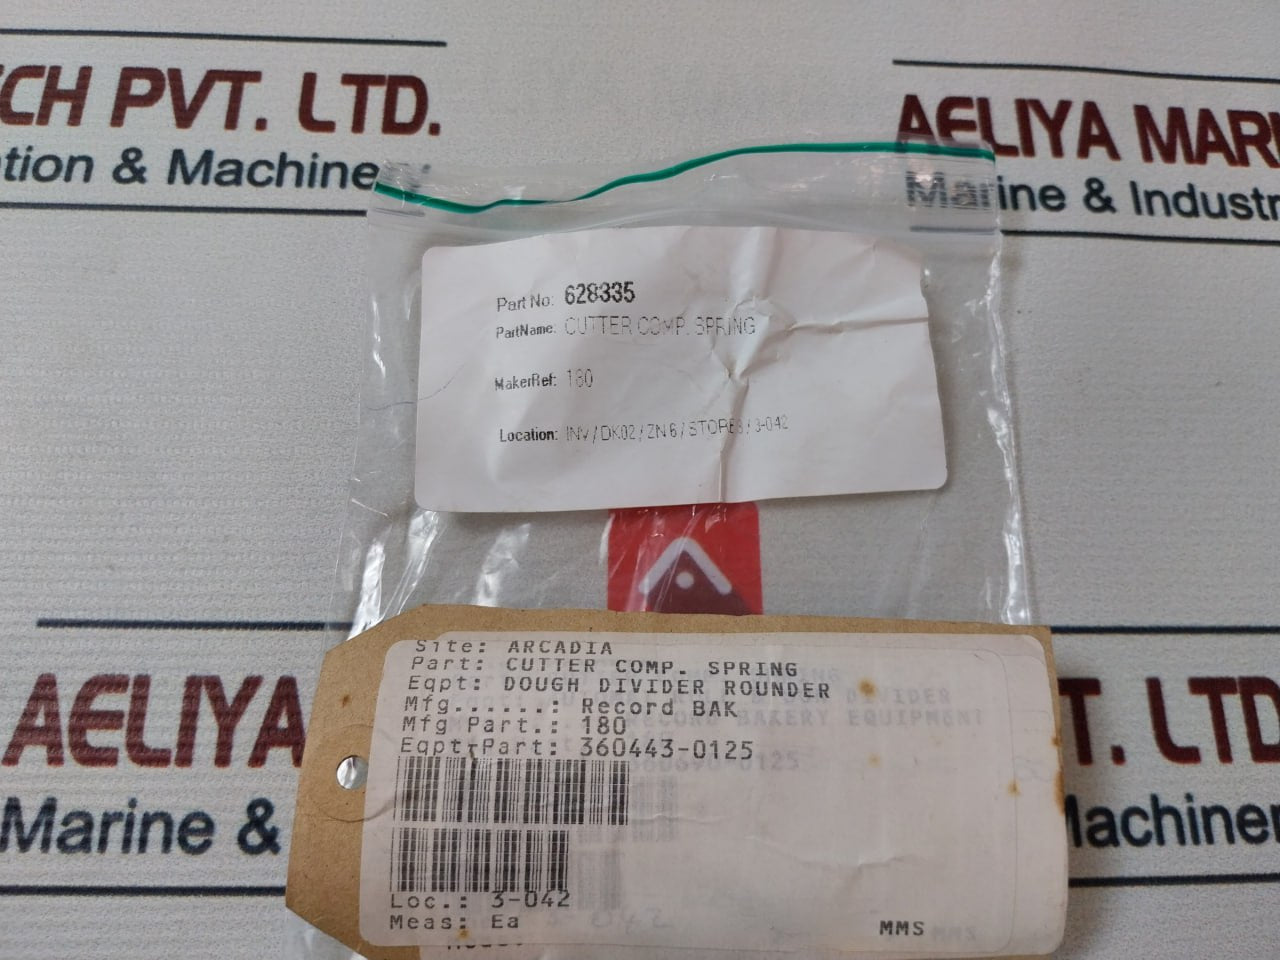 CH PVT. LTD.
tion & Machinery
AELIYA MARI
Marine & Industr
Part No: 628335
PartName: CUTTER COMP. SPRING
MakerRef: 180
Location: INV/DK02/ZN6/STORES/3-042
Site: ARCADIA
Part: CUTTER COMP. SPRING
Eqpt: DOUGH DIVIDER ROUNDER
Mfg.......: Record BAK
Mfg Part.: 180
Eqpt-Part: 360443-0125
Loc.: 3-042
Meas: Ea
MMS
AELIYA
Marine &
T. LTD.
Machiner